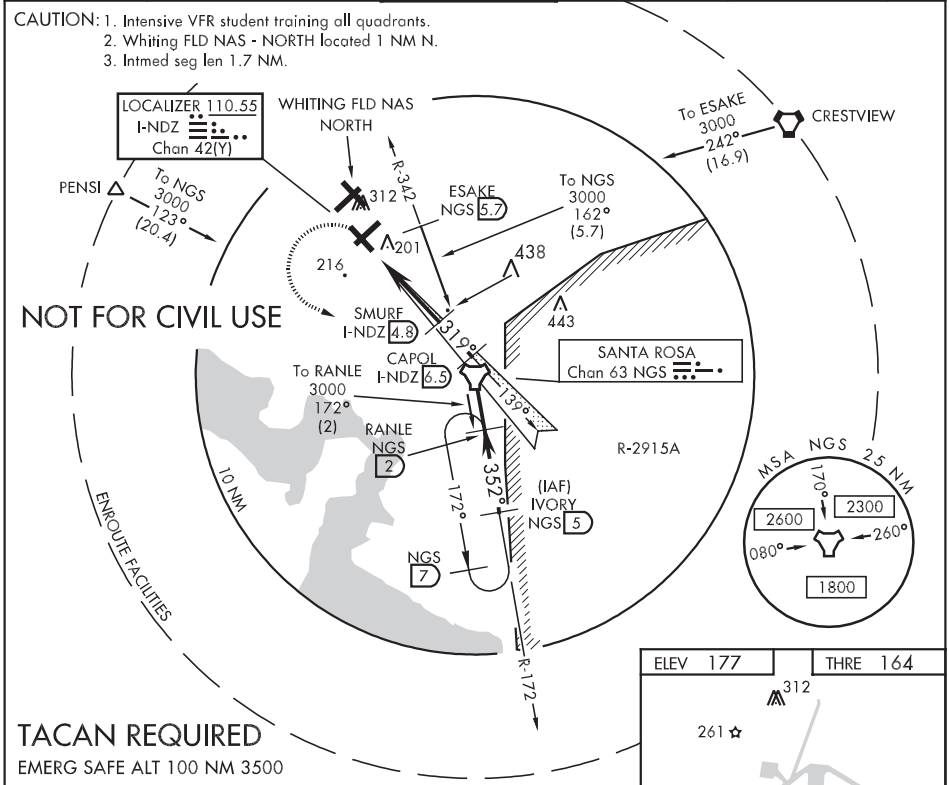 CAUTION: 1. Intensive VFR student training all quadrants.
2. Whiting FLD NAS - NORTH located 1 NM N.
3. Intmed seg len 1.7 NM.
LOCALIZER 110.55
I-NDZ
Chan 42(Y)
WHITING FLD NAS
NORTH
To ESAKE
3000
242°
(16.9)
CRESTVIEW
PENSI
To NGS
3000
123°
(20.4)
R-342
312
ESAKE
NGS 5.7
To NGS
3000
162°
(5.7)
201
216
438
443
NOT FOR CIVIL USE
SMURF
I-NDZ 4.8
319°
CAPOL
I-NDZ 6.5
SANTA ROSA
Chan 63 NGS
139°
To RANLE
3000
172°
(2)
RANLE
NGS
2
R-2915A
352°
172°
(IAF)
IVORY
NGS 5
NGS
7
10 NM
ENROUTE FACILITIES
R-172
MSA NGS 25 NM
170°
2600
2300
080°
260°
1800
ELEV 177
THRE 164
312
261
TACAN REQUIRED
EMERG SAFE ALT 100 NM 3500